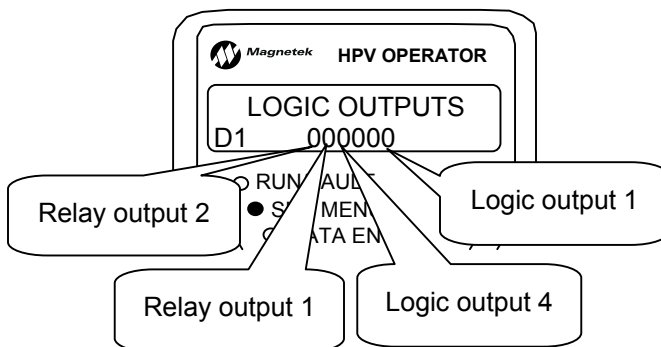 Magnetek HPV OPERATOR
LOGIC OUTPUTS
D1 000000
RUN
Relay output 2
Logic output 1
Relay output 1
Logic output 4